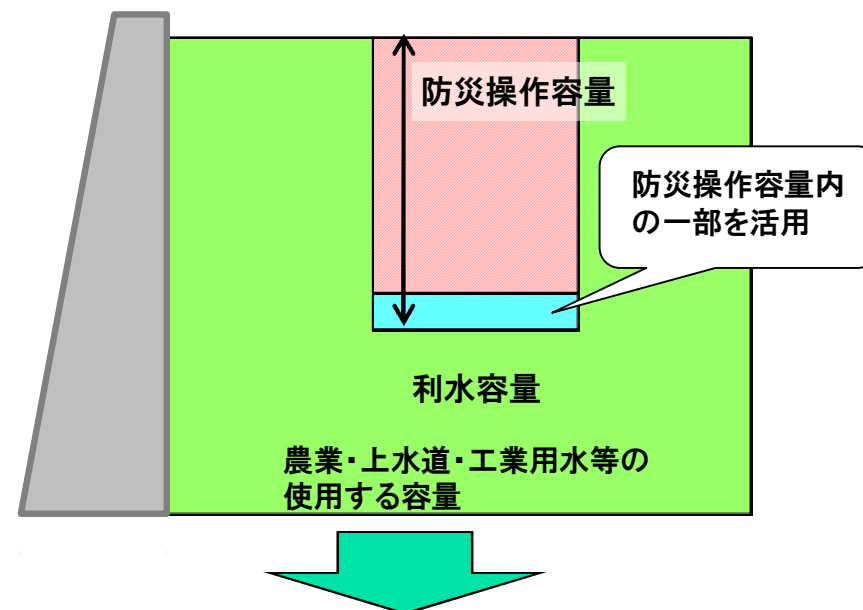 防災操作容量
防災操作容量内
の一部を活用
利水容量
農業・上水道・工業用水等の
使用する容量